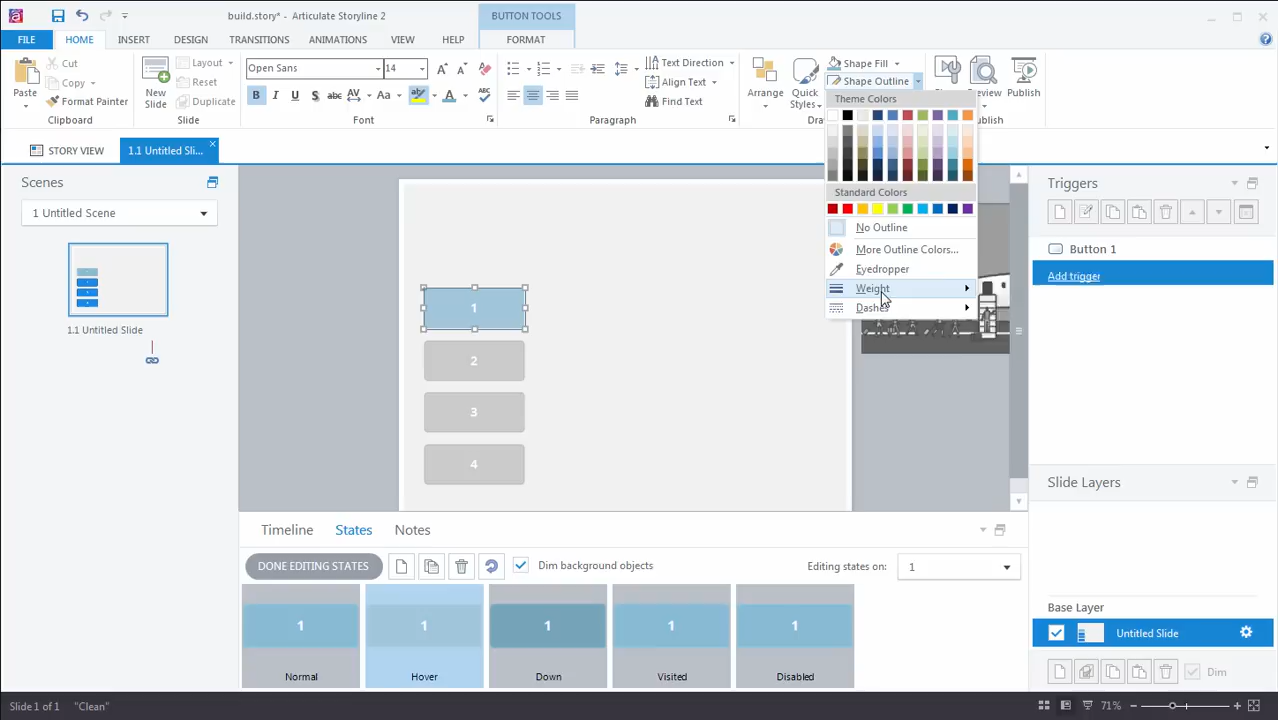 build.story* - Articulate Storyline 2
BUTTON TOOLS
FILE
HOME
INSERT
DESIGN
TRANSITIONS
ANIMATIONS
VIEW
HELP
FORMAT
Paste
Cut
Copy
Format Painter
Clipboard
New Slide
Layout
Reset
Duplicate
Slide
Open Sans
14
B I U S abc AV Aa
ABC
Font
Text Direction
Align Text
Find Text
Paragraph
Arrange
Quick Styles
Shape Fill
Shape Outline
Preview
Publish
Theme Colors
Standard Colors
No Outline
More Outline Colors...
Eyedropper
Weight
Dashes
STORY VIEW
1.1 Untitled Sli...
Scenes
1 Untitled Scene
1.1 Untitled Slide
1
2
3
4
Triggers
Button 1
Add trigger
Slide Layers
Base Layer
Untitled Slide
Dim
Timeline
States
Notes
DONE EDITING STATES
Dim background objects
Editing states on:
1
1
1
1
1
1
Normal
Hover
Down
Visited
Disabled
Slide 1 of 1
"Clean"
71%